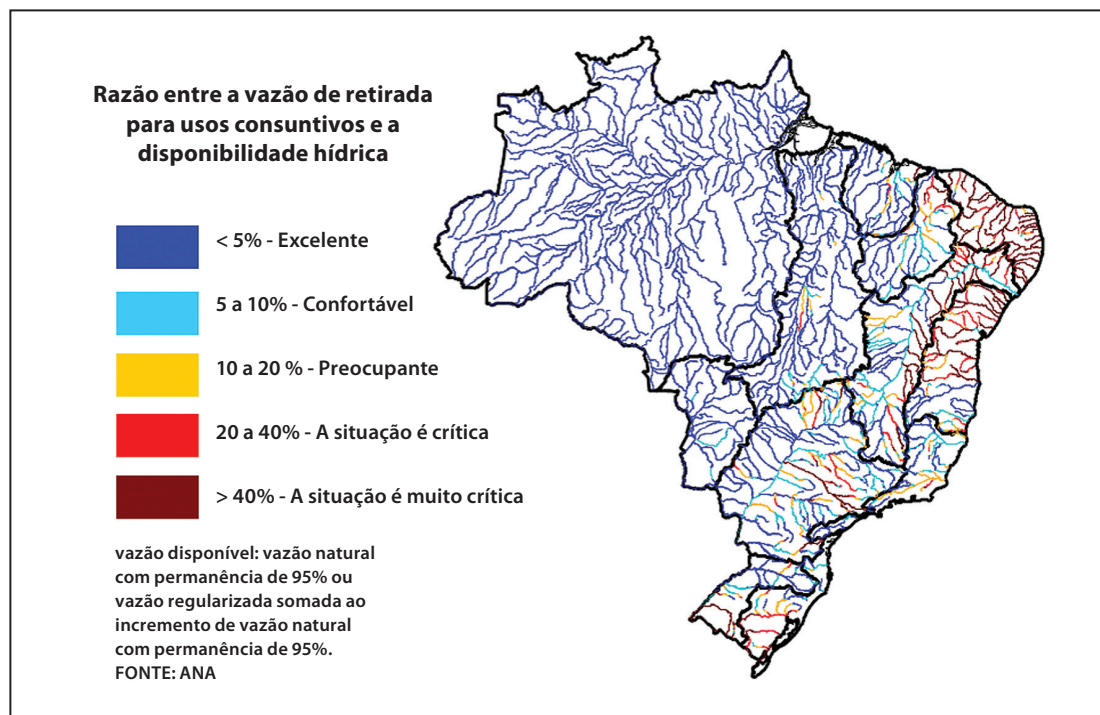 Razão entre a vazão de retirada
para usos consuntivos e a
disponibilidade hídrica
< 5% - Excelente
5 a 10% - Confortável
10 a 20 % - Preocupante
20 a 40% - A situação é crítica
> 40% - A situação é muito crítica
vazão disponível: vazão natural
com permanência de 95% ou
vazão regularizada somada ao
incremento de vazão natural
com permanência de 95%.
FONTE: ANA